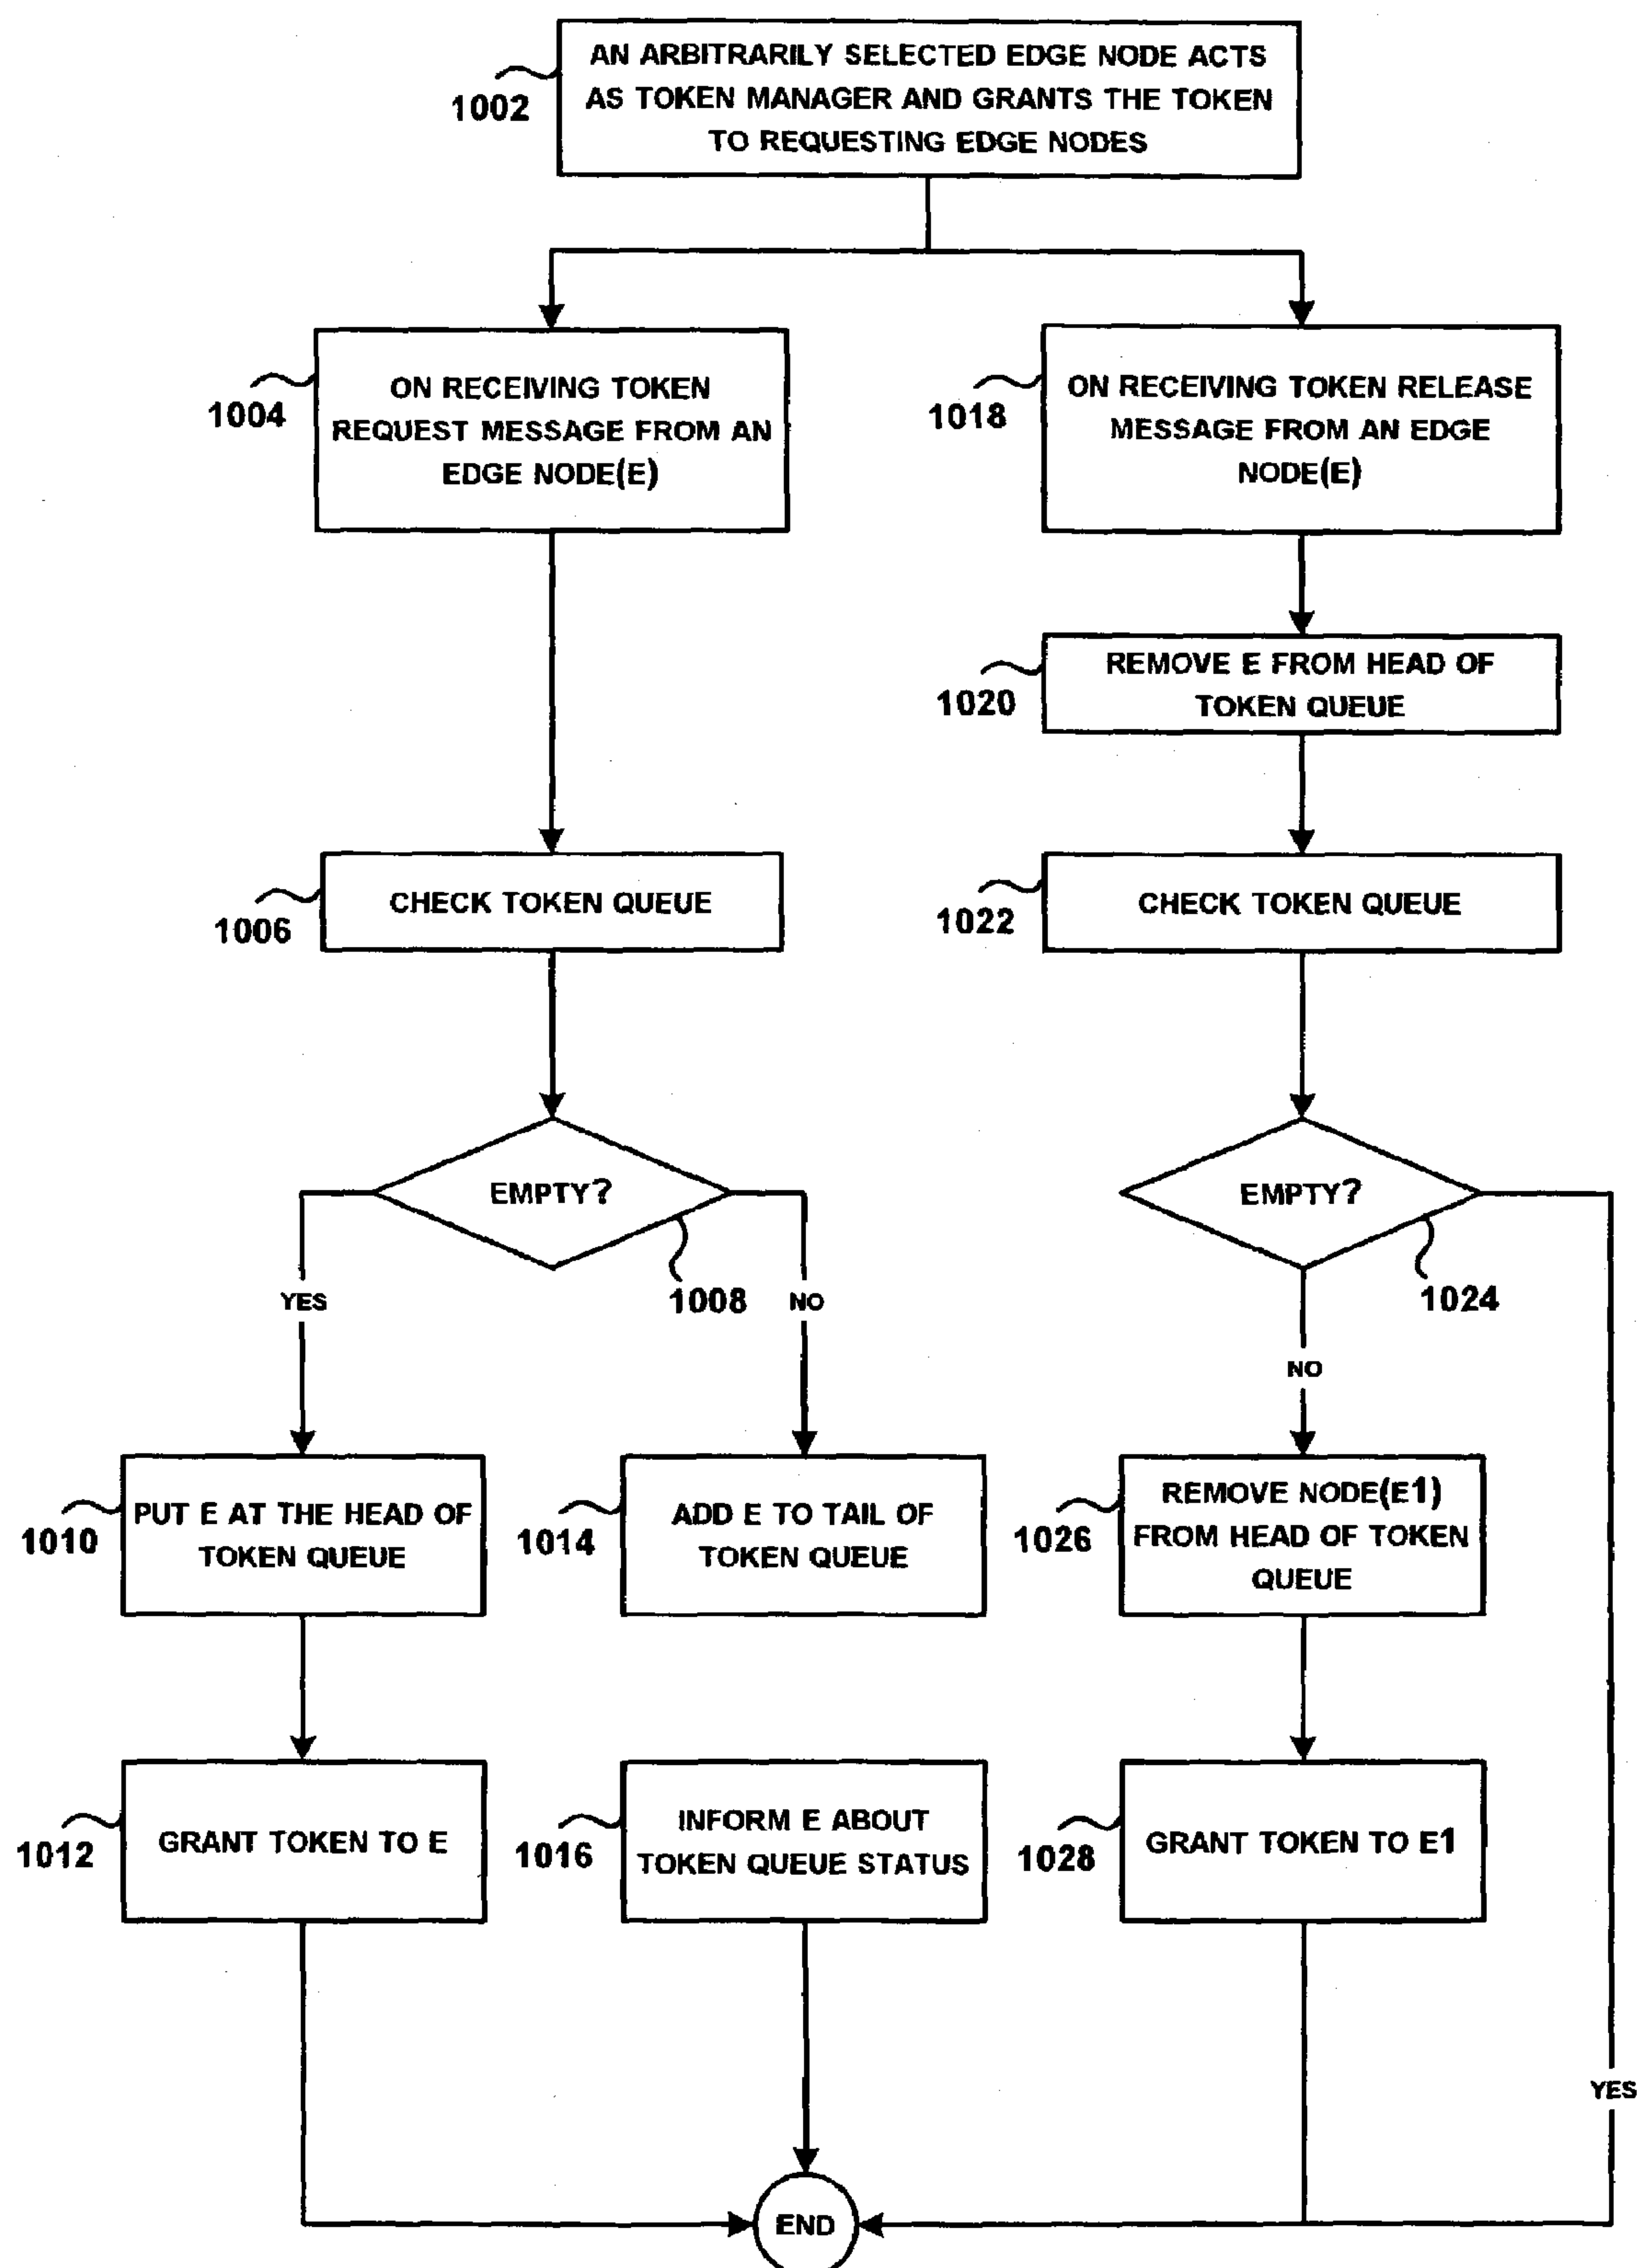 AN ARBITRARILY SELECTED EDGE NODE ACTS
AS TOKEN MANAGER AND GRANTS THE TOKEN
TO REQUESTING EDGE NODES
1002
ON RECEIVING TOKEN
REQUEST MESSAGE FROM AN
EDGE NODE(E)
1004
ON RECEIVING TOKEN RELEASE
MESSAGE FROM AN EDGE
NODE(E)
1018
REMOVE E FROM HEAD OF
TOKEN QUEUE
1020
CHECK TOKEN QUEUE
1006
CHECK TOKEN QUEUE
1022
EMPTY?
1008
YES
NO
EMPTY?
1024
NO
PUT E AT THE HEAD OF
TOKEN QUEUE
1010
ADD E TO TAIL OF
TOKEN QUEUE
1014
REMOVE NODE(E1)
FROM HEAD OF TOKEN
QUEUE
1026
GRANT TOKEN TO E
1012
INFORM E ABOUT
TOKEN QUEUE STATUS
1016
GRANT TOKEN TO E1
1028
YES
END